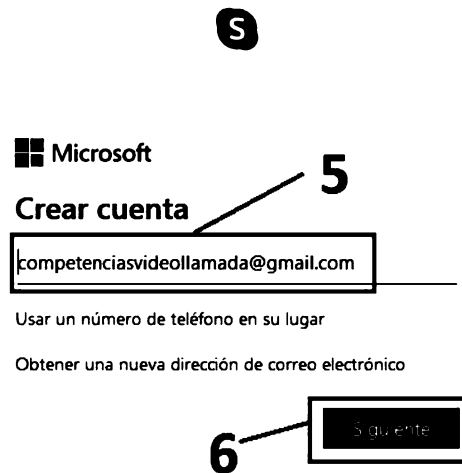 S
Microsoft
5
Crear cuenta
competenciasvideollamada@gmail.com
Usar un número de teléfono en su lugar
Obtener una nueva dirección de correo electrónico
Siguiente
6